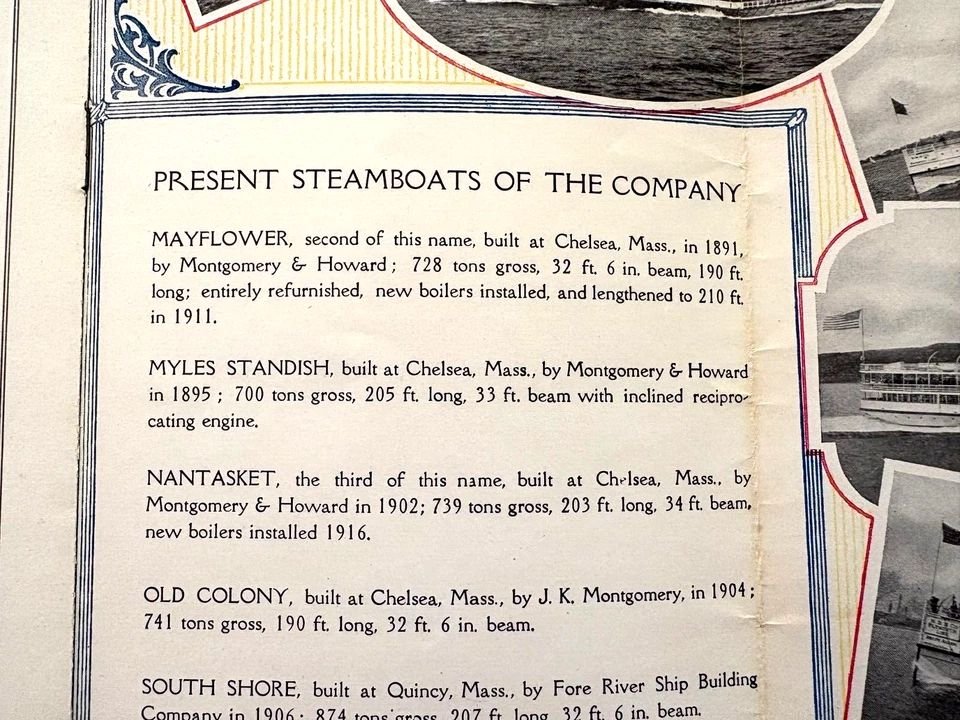 PRESENT STEAMBOATS OF THE COMPANY
MAYFLOWER, second of this name, built at Chelsea, Mass., in 1891,
by Montgomery & Howard; 728 tons gross, 32 ft. 6 in. beam, 190 ft.
long; entirely refurnished, new boilers installed, and lengthened to 210 ft.
in 1911.
MYLES STANDISH, built at Chelsea, Mass., by Montgomery & Howard
in 1895; 700 tons gross, 205 ft. long, 33 ft. beam with inclined recipro-
cating engine.
NANTASKET, the third of this name, built at Chelsea, Mass., by
Montgomery & Howard in 1902; 739 tons gross, 203 ft. long, 34 ft. beam,
new boilers installed 1916.
OLD COLONY, built at Chelsea, Mass., by J. K. Montgomery, in 1904;
741 tons gross, 190 ft. long, 32 ft. 6 in. beam.
SOUTH SHORE, built at Quincy, Mass., by Fore River Ship Building
Company in 1906; 874 tons gross, 207 ft. long, 32 ft. 6 in. beam.